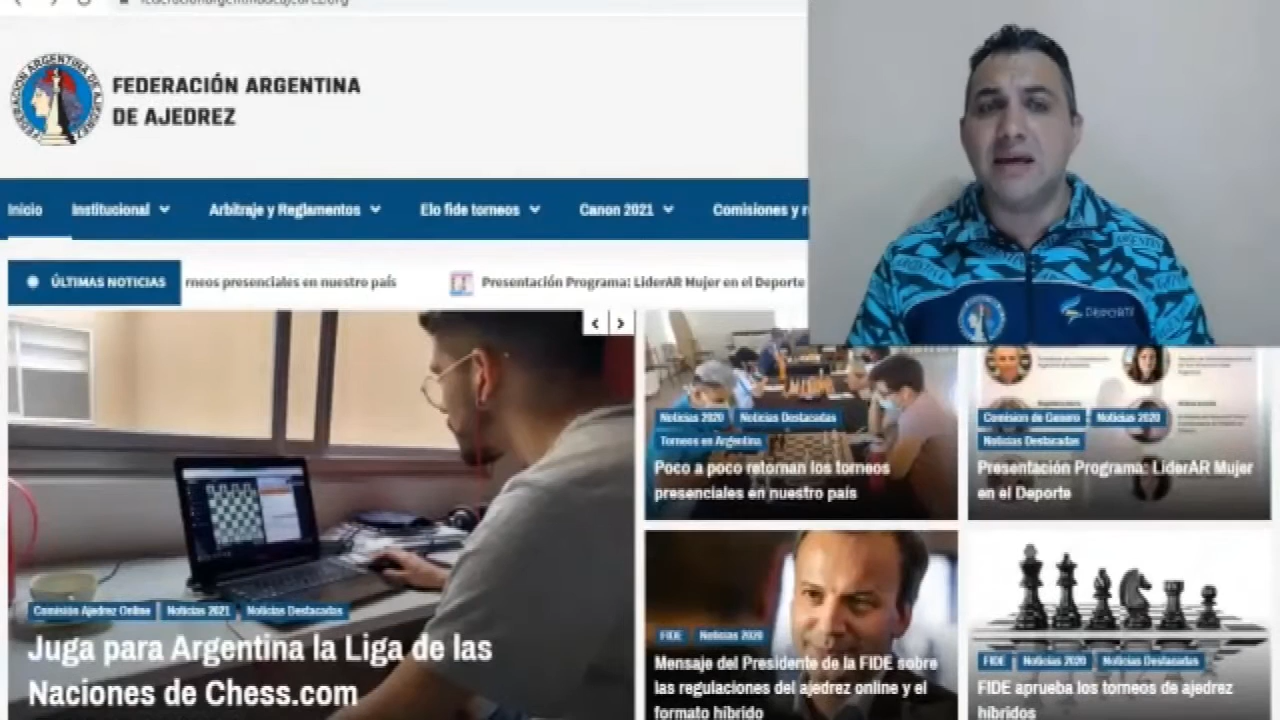 FEDERACIÓN ARGENTINA
DE AJEDREZ
Inicio
Institucional
Arbitraje y Reglamentos
Elo fide torneos
Canon 2021
Comisiones y r
ÚLTIMAS NOTICIAS
rneos presenciales en nuestro país
Presentación Programa: LiderAR Mujer en el Deporte
Comisión Ajedrez Online
Noticias 2021
Noticias Destacadas
Juga para Argentina la Liga de las
Naciones de Chess.com
Noticias 2020
Noticias Destacadas
Torneos en Argentina
Poco a poco retornan los torneos
presenciales en nuestro país
Comision de Genero
Noticias 2020
Noticias Destacadas
Presentación Programa: LiderAR Mujer
en el Deporte
FIDE
Noticias 2020
Mensaje del Presidente de la FIDE sobre
las regulaciones del ajedrez online y el
formato híbrido
FIDE
Noticias 2020
Noticias Destacadas
FIDE aprueba los torneos de ajedrez
híbridos